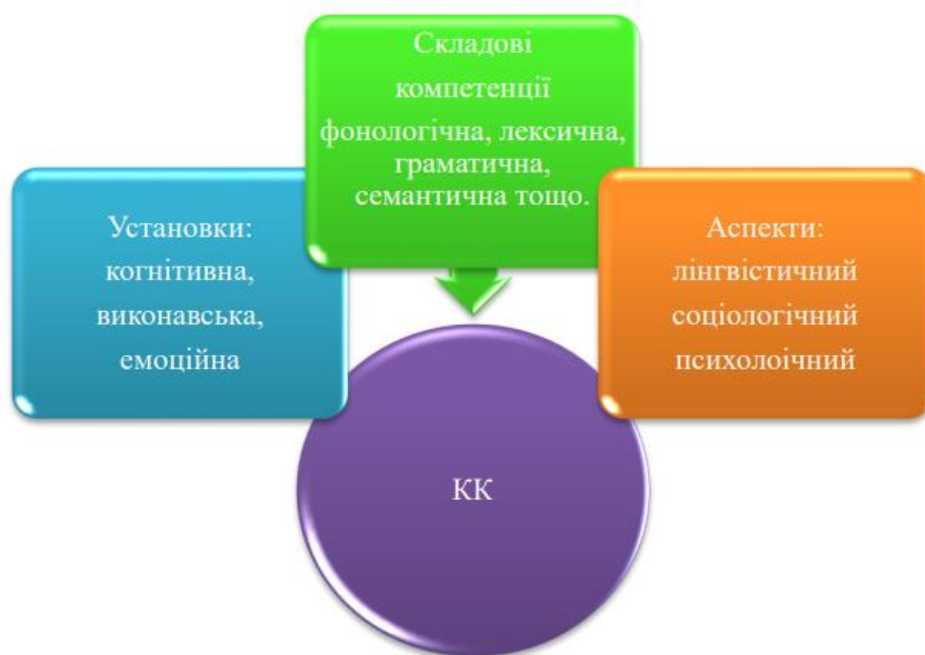 Складові
компетенції
фонологічна, лексична,
граматична,
семантична тощо.
Установки:
когнітивна,
виконавська,
емоційна
Аспекти:
лінгвістичний
соціологічний
психолоічний
КК